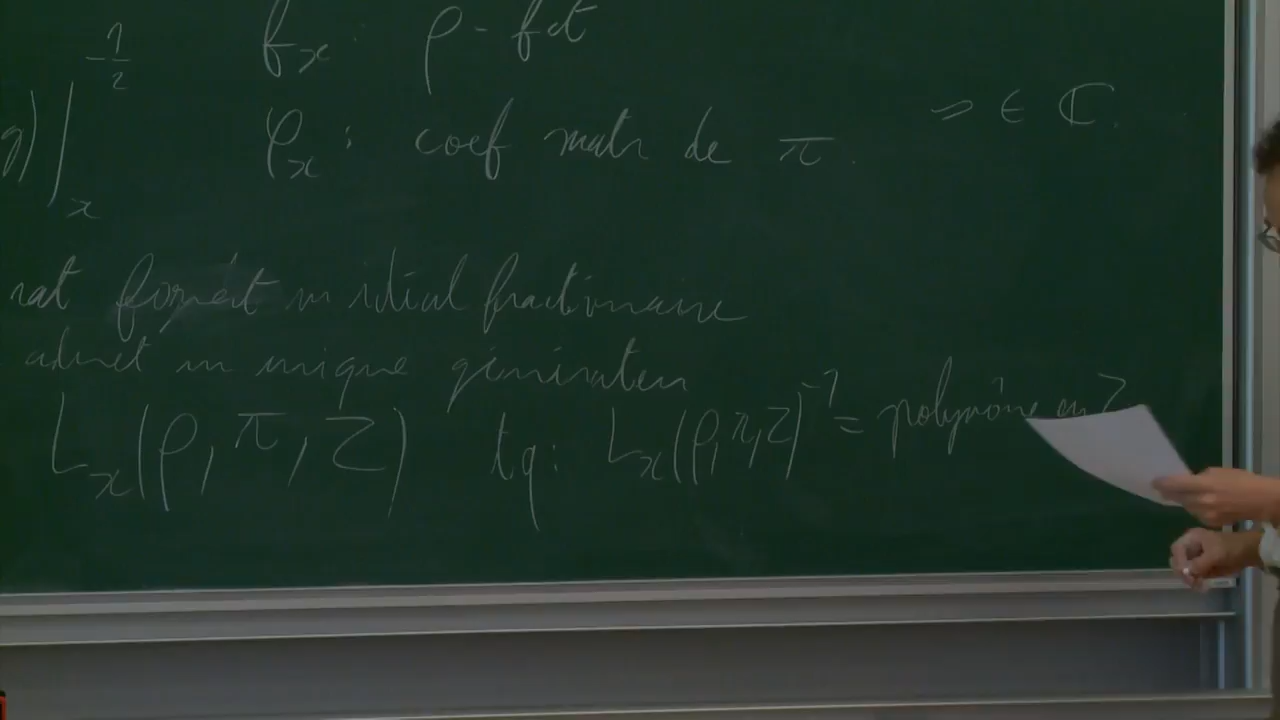 -1/2 f_x : ρ - fct
g)|_x φ_x : coef matr de π. → ∈ ℂ.
rat forment un idéal fractionnaire
admet un unique générateur
L_x(ρ, π, Z) tq: L_x(ρ, π, Z)^{-1} = polynôme en Z